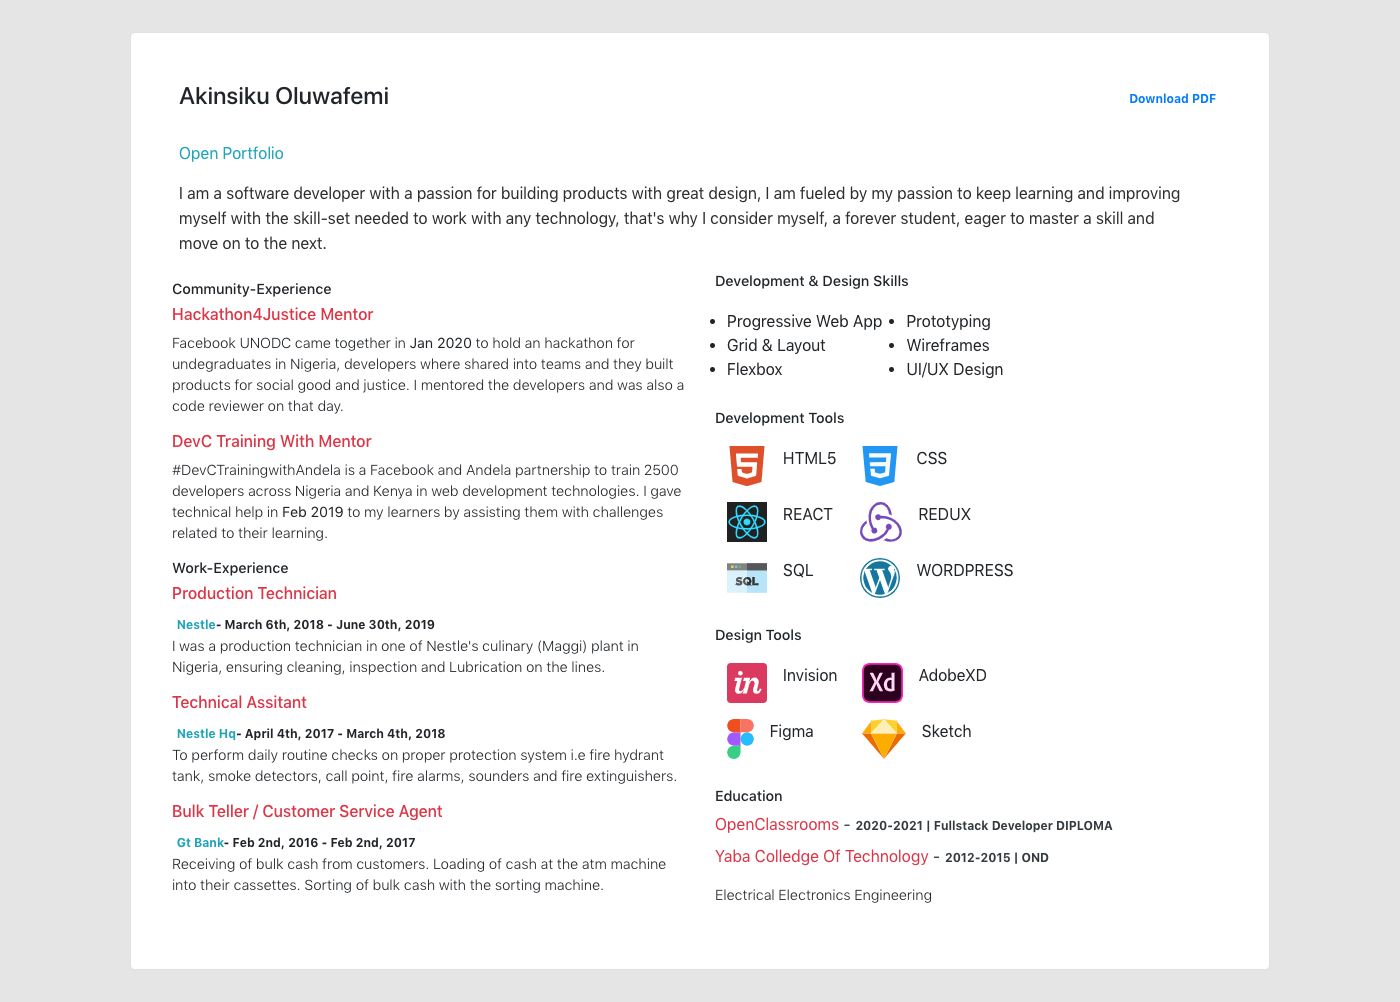 Akinsiku Oluwafemi
Download PDF
Open Portfolio
I am a software developer with a passion for building products with great design, I am fueled by my passion to keep learning and improving
myself with the skill-set needed to work with any technology, that's why I consider myself, a forever student, eager to master a skill and
move on to the next.
Community-Experience
Hackathon4Justice Mentor
Facebook UNODC came together in Jan 2020 to hold an hackathon for
undegraduates in Nigeria, developers where shared into teams and they built
products for social good and justice. I mentored the developers and was also a
code reviewer on that day.
DevC Training With Mentor
#DevCTrainingwithAndela is a Facebook and Andela partnership to train 2500
developers across Nigeria and Kenya in web development technologies. I gave
technical help in Feb 2019 to my learners by assisting them with challenges
related to their learning.
Work-Experience
Production Technician
Nestle- March 6th, 2018 - June 30th, 2019
I was a production technician in one of Nestle's culinary (Maggi) plant in
Nigeria, ensuring cleaning, inspection and Lubrication on the lines.
Technical Assitant
Nestle Hq- April 4th, 2017 - March 4th, 2018
To perform daily routine checks on proper protection system i.e fire hydrant
tank, smoke detectors, call point, fire alarms, sounders and fire extinguishers.
Bulk Teller / Customer Service Agent
Gt Bank- Feb 2nd, 2016 - Feb 2nd, 2017
Receiving of bulk cash from customers. Loading of cash at the atm machine
into their cassettes. Sorting of bulk cash with the sorting machine.
Development & Design Skills
• Progressive Web App • Prototyping
• Grid & Layout • Wireframes
• Flexbox • UI/UX Design
Development Tools
5 HTML5 3 CSS
REACT REDUX
SQL SQL W WORDPRESS
Design Tools
in Invision Xd AdobeXD
Figma Sketch
Education
OpenClassrooms - 2020-2021 | Fullstack Developer DIPLOMA
Yaba Colledge Of Technology - 2012-2015 | OND
Electrical Electronics Engineering